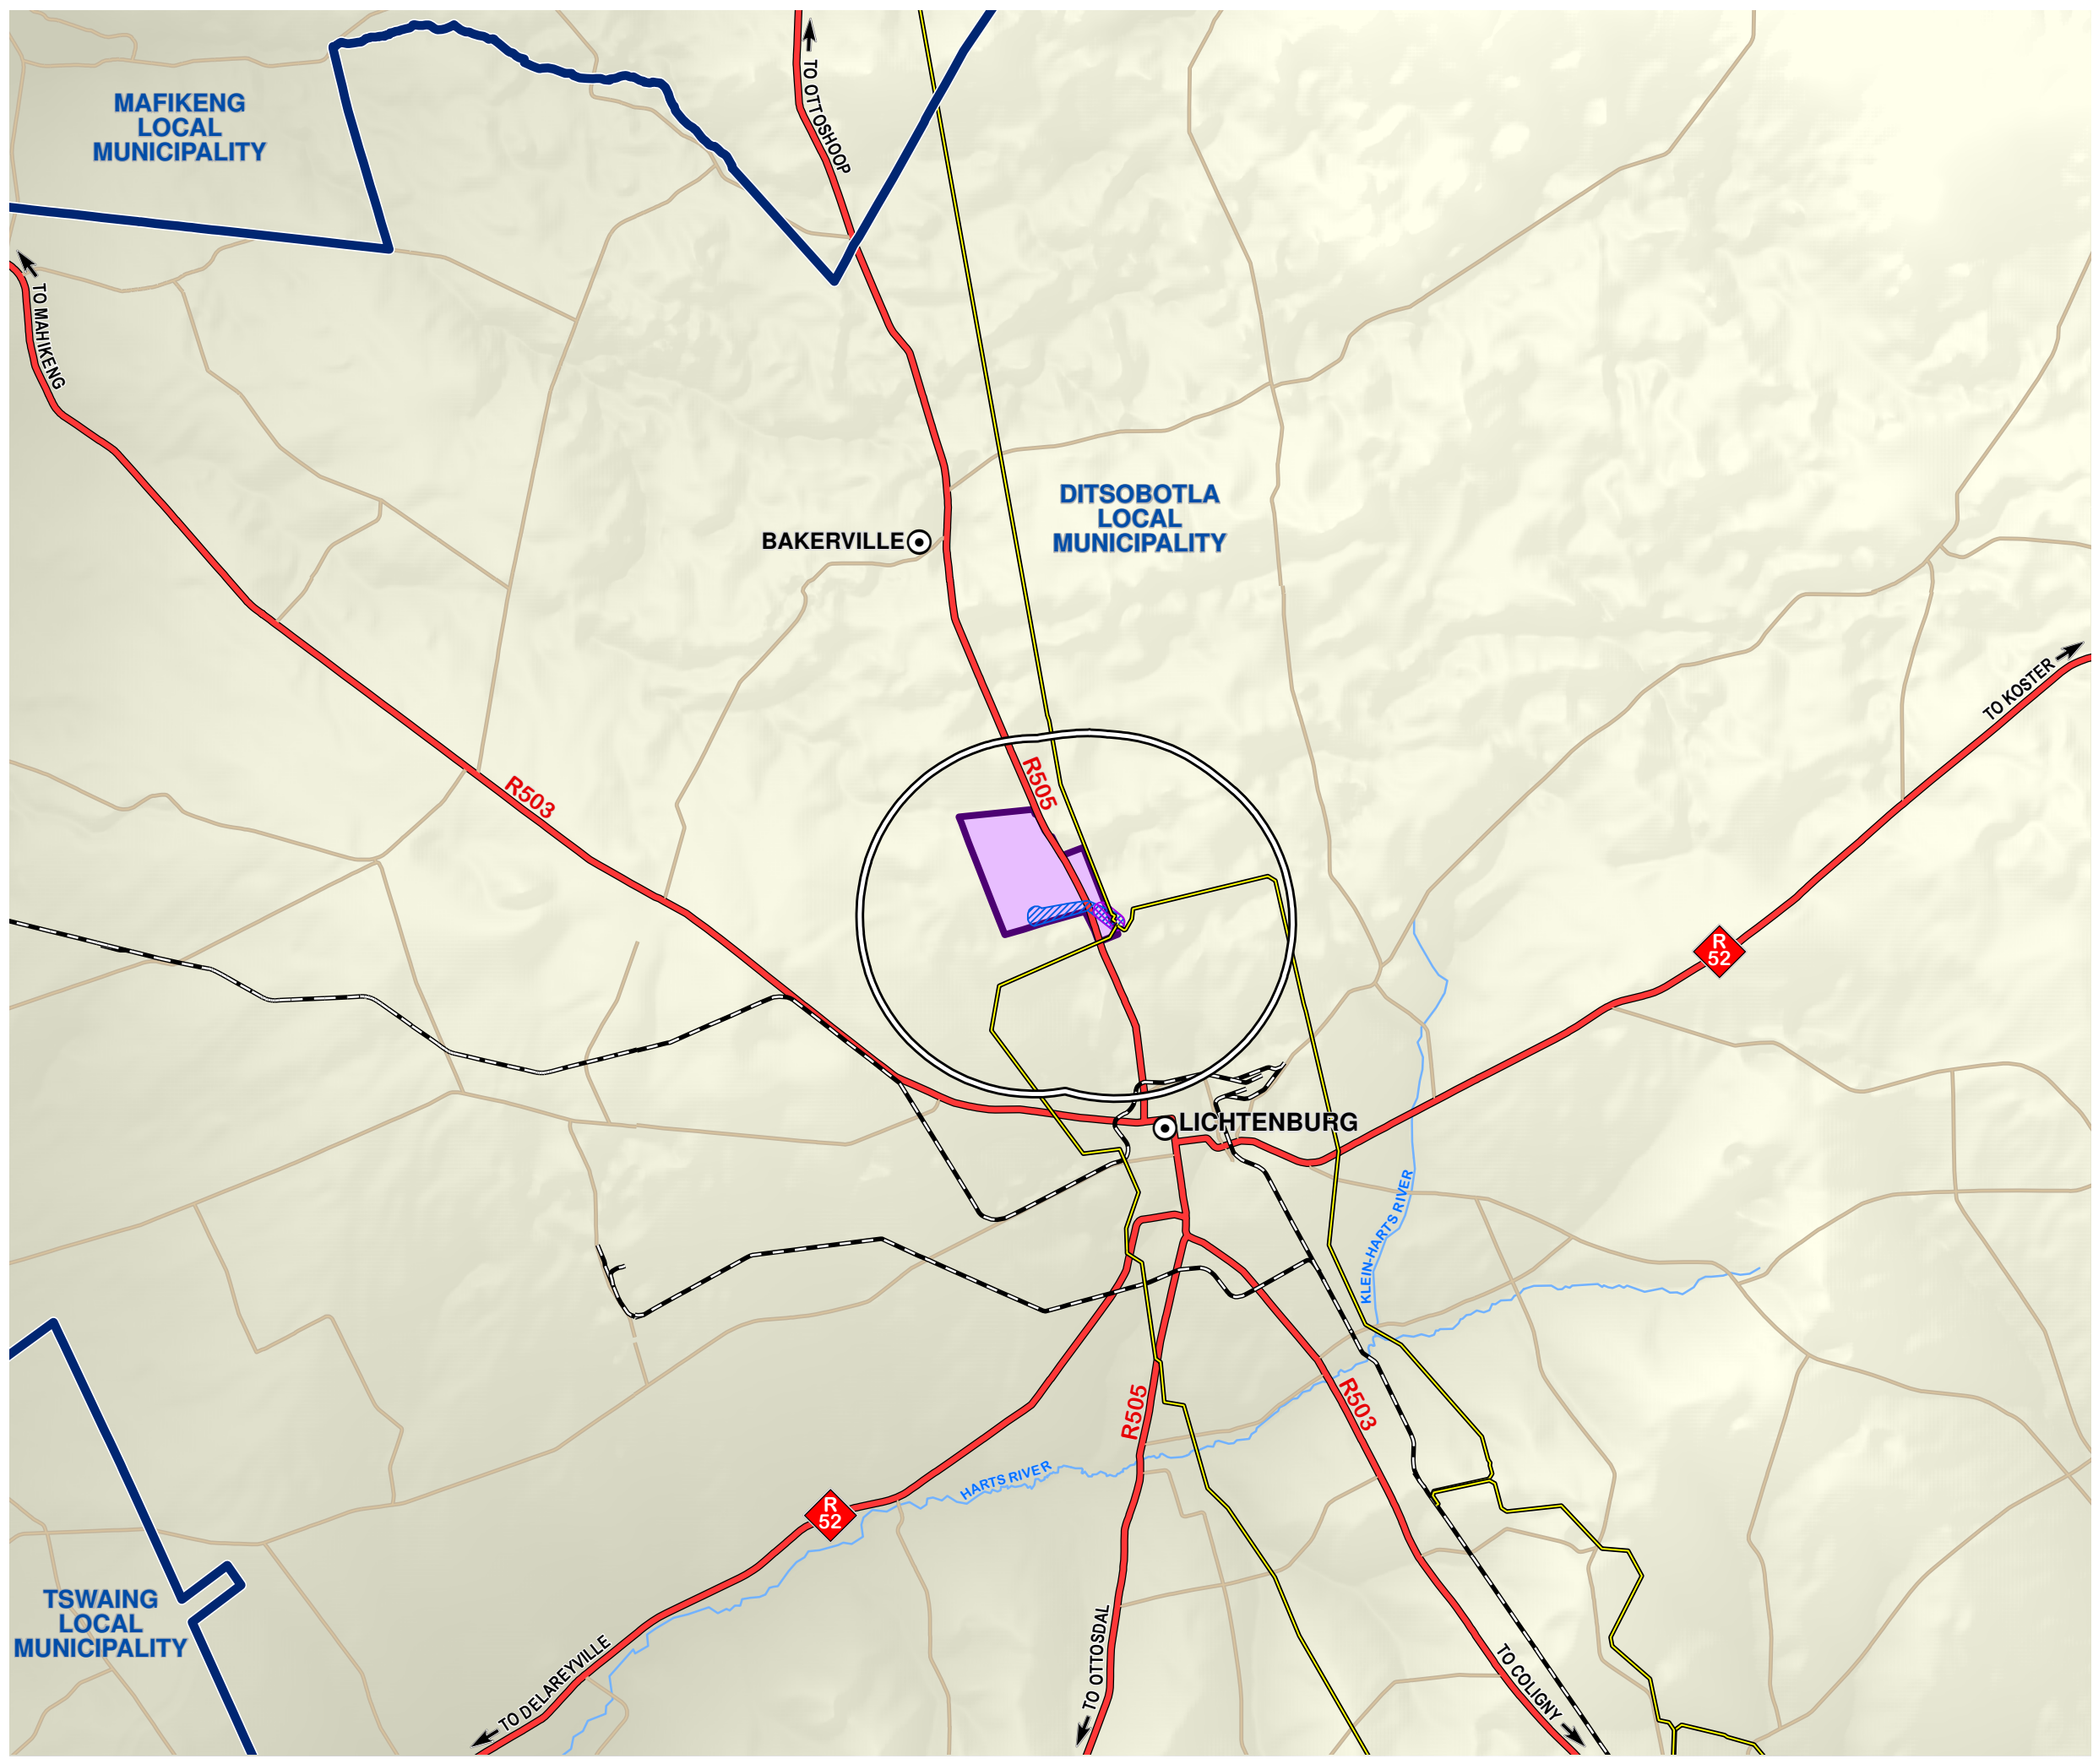 TO OTTOSHOOP
MAFIKENG
LOCAL
MUNICIPALITY
TO MAHIKENG
DITSOBOTLA
LOCAL
MUNICIPALITY
BAKERVILLE
TO KOSTER
R503
R505
R
52
LICHTENBURG
KLEIN-HARTS RIVER
R505
R503
HARTS RIVER
R
52
TSWAING
LOCAL
MUNICIPALITY
TO DELAREYVILLE
TO OTTOSDAL
TO COLIGNY